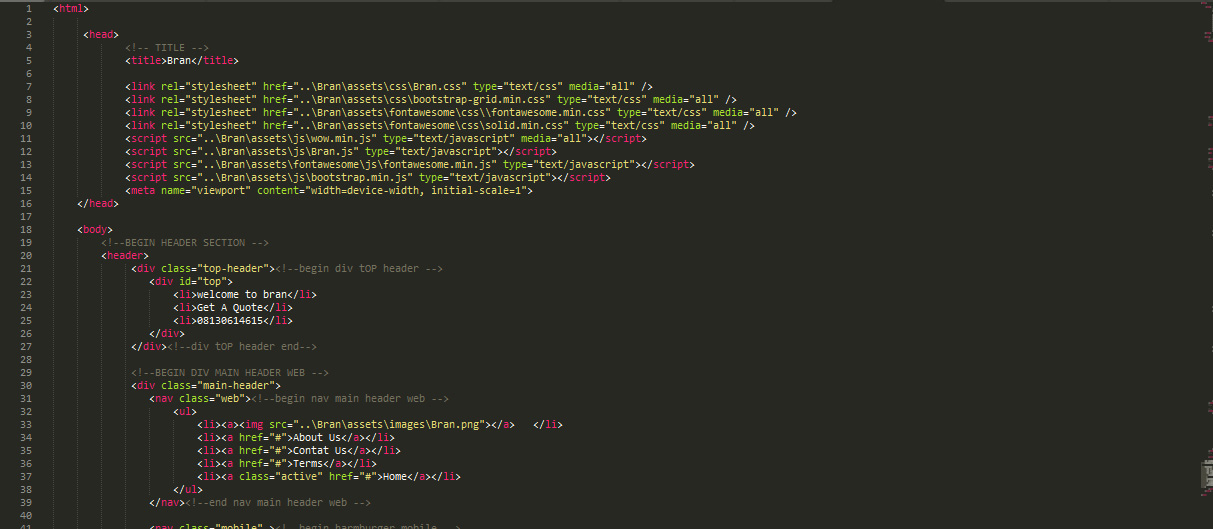 1 <html>
2
3 <head>
4 <!-- TITLE -->
5 <title>Bran</title>
6
7 <link rel="stylesheet" href="..\Bran\assets\css\Bran.css" type="text/css" media="all" />
8 <link rel="stylesheet" href="..\Bran\assets\css\bootstrap-grid.min.css" type="text/css" media="all" />
9 <link rel="stylesheet" href="..\Bran\assets\fontawesome\css\\fontawesome.min.css" type="text/css" media="all" />
10 <link rel="stylesheet" href="..\Bran\assets\fontawesome\css\solid.min.css" type="text/css" media="all" />
11 <script src="..\Bran\assets\js\wow.min.js" type="text/javascript" media="all"></script>
12 <script src="..\Bran\assets\js\Bran.js" type="text/javascript"></script>
13 <script src="..\Bran\assets\fontawesome\js\fontawesome.min.js" type="text/javascript"></script>
14 <script src="..\Bran\assets\js\bootstrap.min.js" type="text/javascript"></script>
15 <meta name="viewport" content="width=device-width, initial-scale=1">
16 </head>
17
18 <body>
19 <!--BEGIN HEADER SECTION -->
20 <header>
21 <div class="top-header"><!--begin div tOP header -->
22 <div id="top">
23 <li>welcome to bran</li>
24 <li>Get A Quote</li>
25 <li>08130614615</li>
26 </div>
27 </div><!--div tOP header end-->
28
29 <!--BEGIN DIV MAIN HEADER WEB -->
30 <div class="main-header">
31 <nav class="web"><!--begin nav main header web -->
32 <ul>
33 <li><a><img src="..\Bran\assets\images\Bran.png"></a> </li>
34 <li><a href="#">About Us</a></li>
35 <li><a href="#">Contat Us</a></li>
36 <li><a href="#">Terms</a></li>
37 <li><a class="active" href="#">Home</a></li>
38 </ul>
39 </nav><!--end nav main header web -->
40
41 <nav class="mobile" ><!--begin harmburger mobile -->